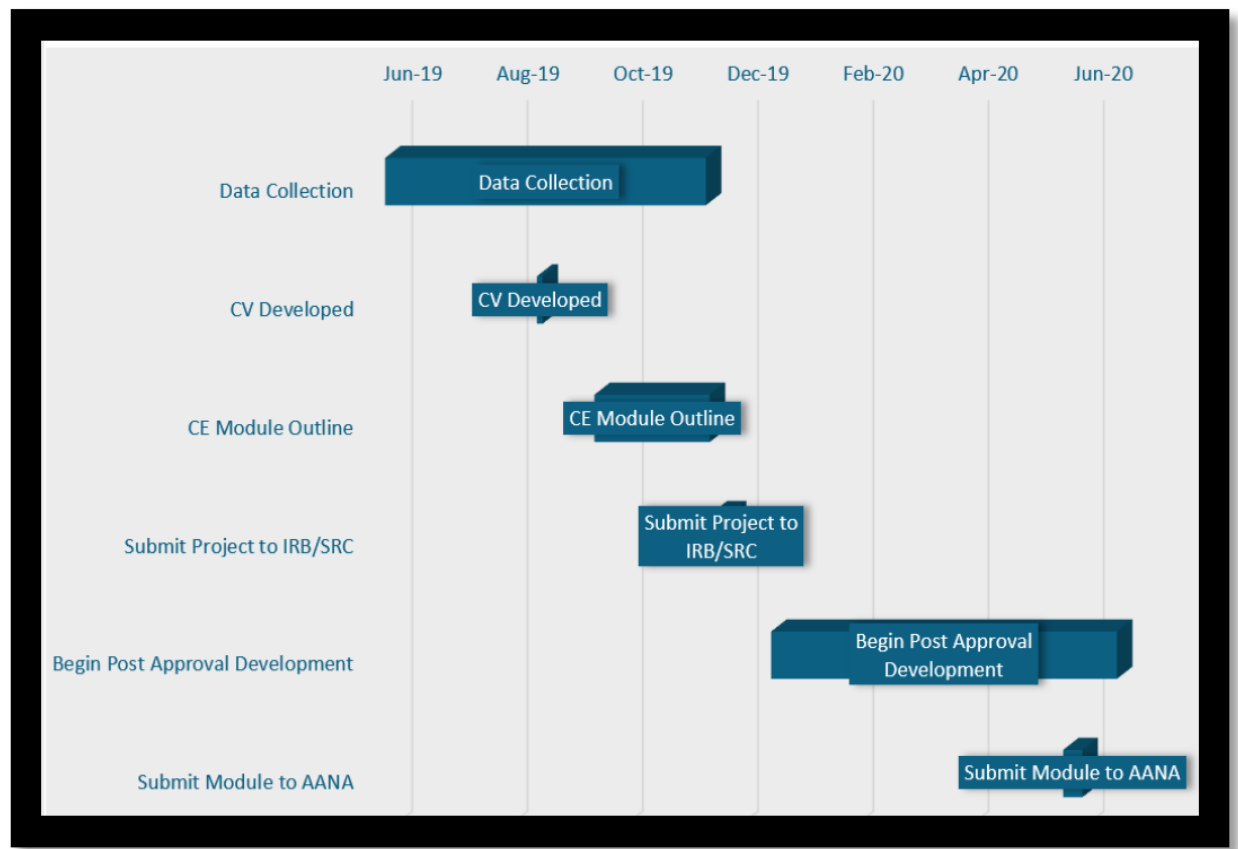 Jun-19 Aug-19 Oct-19 Dec-19 Feb-20 Apr-20 Jun-20
Data Collection Data Collection
CV Developed CV Developed
CE Module Outline CE Module Outline
Submit Project to IRB/SRC Submit Project to
IRB/SRC
Begin Post Approval Development Begin Post Approval
Development
Submit Module to AANA Submit Module to AANA